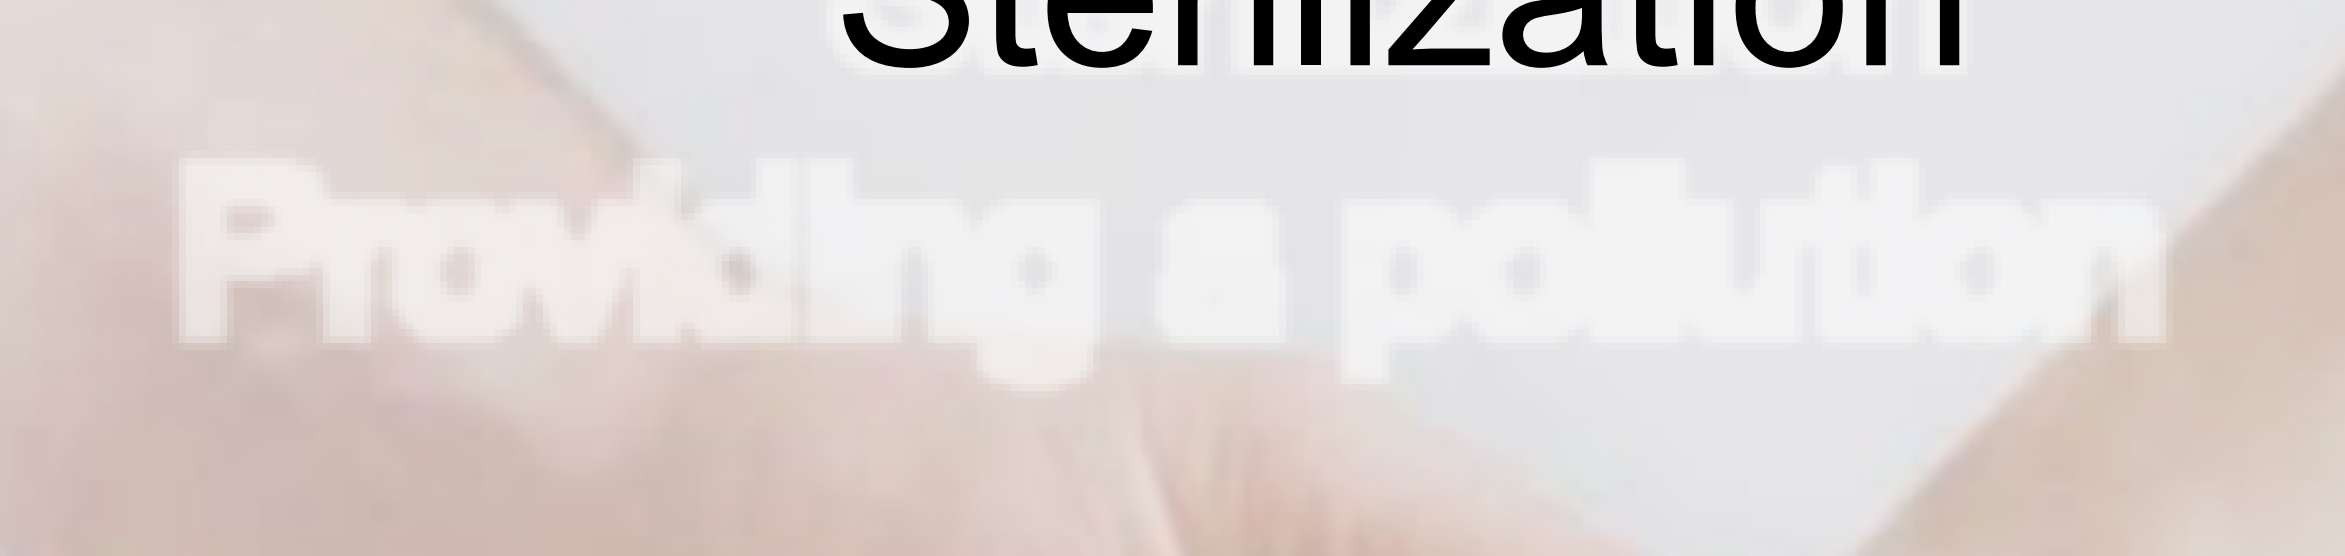 Sterilization
Providing a pollution